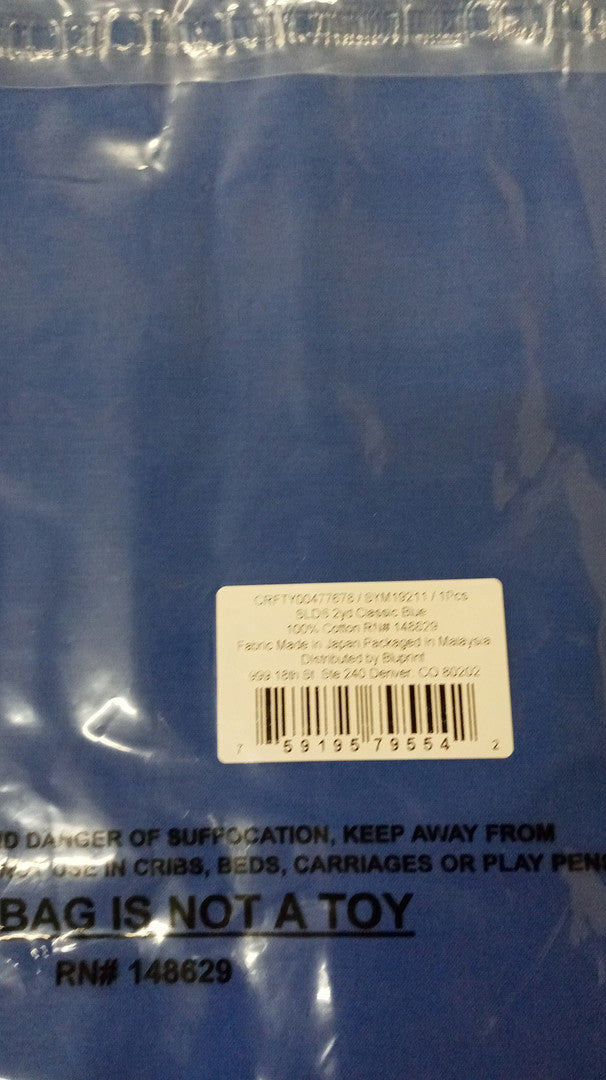 CRFTY00477678 / SYM19211 / 1Pcs
SLDS 2yd Classic Blue
100% Cotton RN# 148629
Fabric Made in Japan Packaged in Malaysia
Distributed by Bluprint
999 18th St. Ste 240 Denver, CO 80202
7 59195 79554 2
DANGER OF SUFFOCATION, KEEP AWAY FROM
USE IN CRIBS, BEDS, CARRIAGES OR PLAY PENS
BAG IS NOT A TOY
RN# 148629